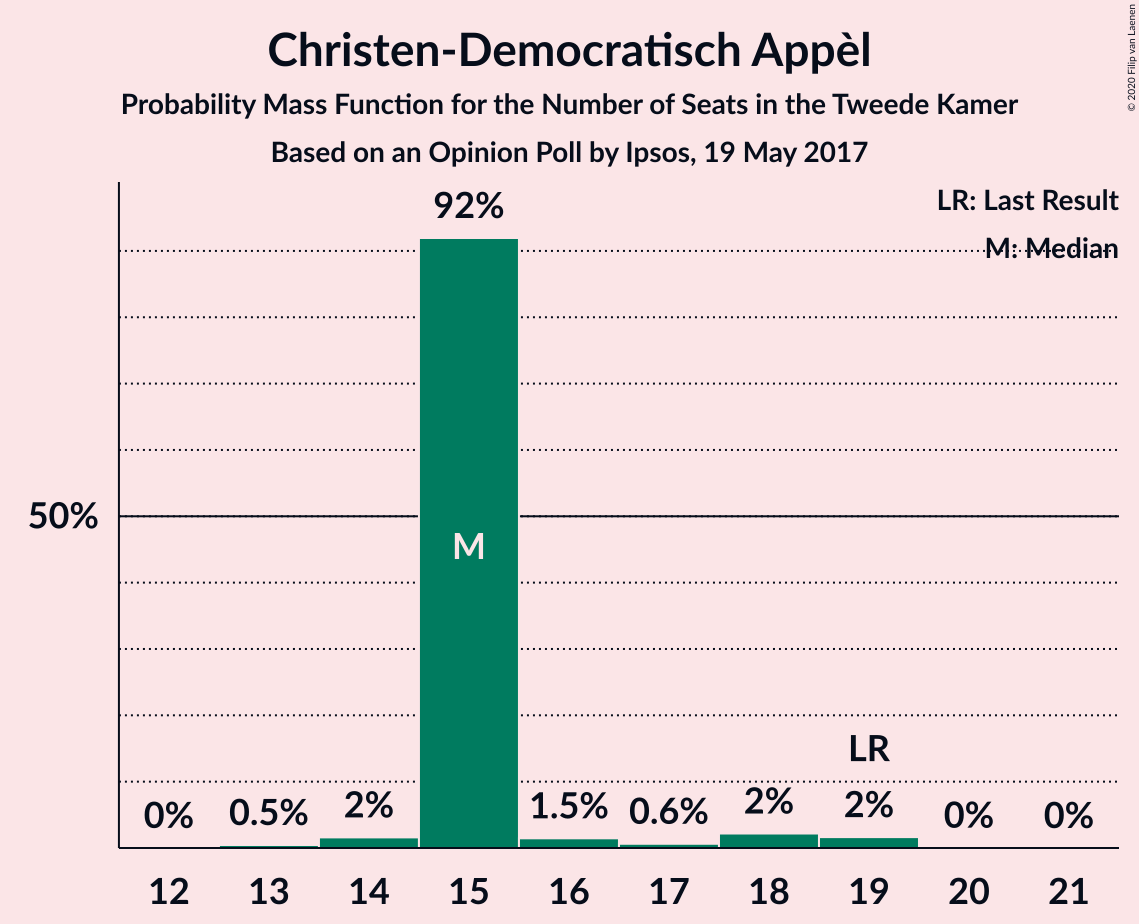 Christen-Democratisch Appèl
Probability Mass Function for the Number of Seats in the Tweede Kamer
Based on an Opinion Poll by Ipsos, 19 May 2017
© 2020 Filip van Laenen
LR: Last Result
M: Median
92%
50%
M
LR
0% 0.5% 2% 1.5% 0.6% 2% 2% 0% 0%
12 13 14 15 16 17 18 19 20 21